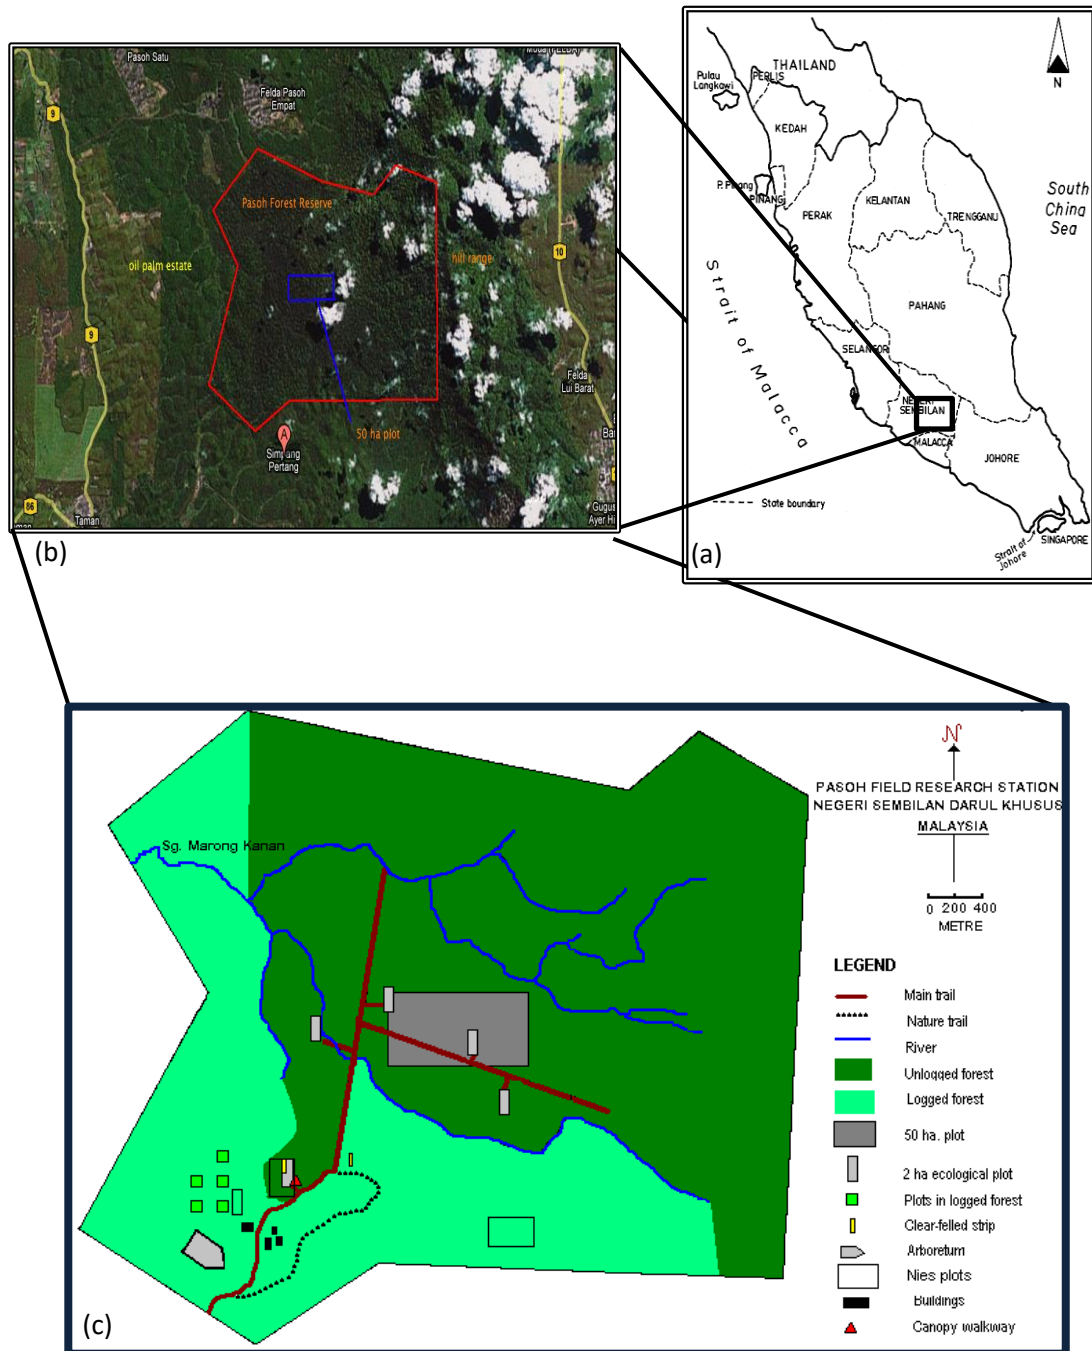 Pasoh Satu
9
Felda Pasoh
Empat
Pasoh Forest Reserve
oil palm estate
hill range
10
9
Felda
Lui Barat
50 ha plot
A
Simpang
Pertang
86
Taman
Gugus
Ayer Hi
(b)
N
THAILAND
Pulau
Langkawi
PERLIS
KEDAH
P. Pinang
PINANG
PERAK
KELANTAN
TRENGGANU
South
China
Sea
PAHANG
Strait of Malacca
SELANGOR
NEGERI
SEMBILAN
MALACCA
JOHORE
State boundary
Strait of
Johore
SINGAPORE
(a)
N
PASOH FIELD RESEARCH STATION
NEGERI SEMBILAN DARUL KHUSUS
MALAYSIA
0 200 400
METRE
Sg. Marong Kanan
LEGEND
Main trail
Nature trail
River
Unlogged forest
Logged forest
50 ha. plot
2 ha ecological plot
Plots in logged forest
Clear-felled strip
Arboretum
Nies plots
Buildings
Canopy walkway
(c)